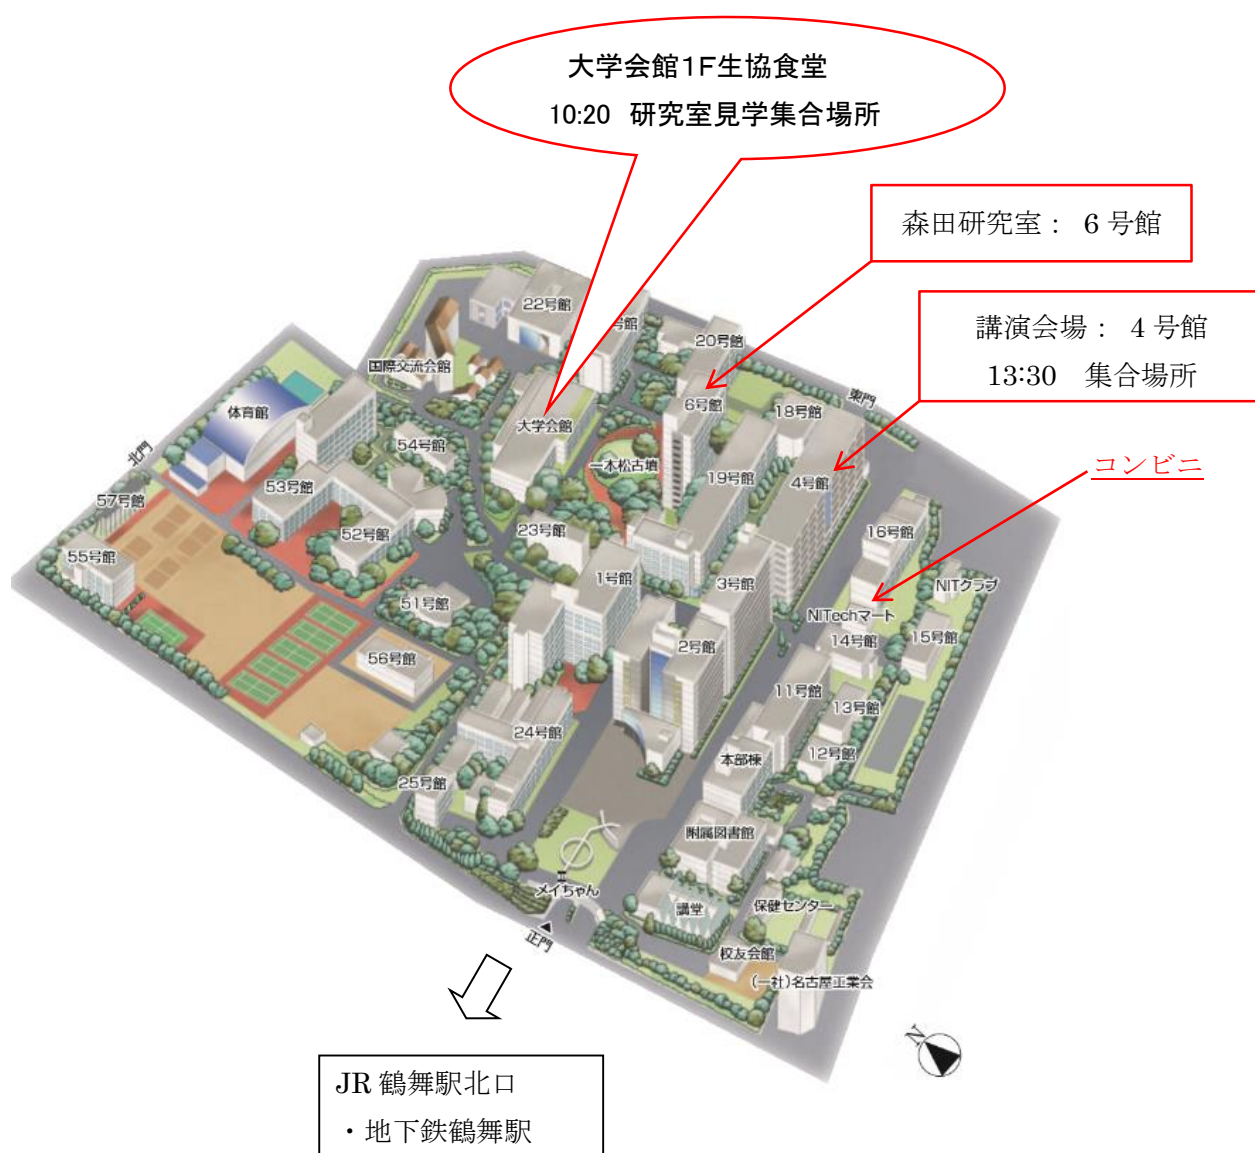 大学会館1F生協食堂
10:20 研究室見学集合場所
森田研究室： 6号館
講演会場： 4号館
13:30 集合場所
コンビニ
22号館
号館
20号館
国際交流会館
6号館
18号館
東門
体育館
大学会館
54号館
一本松古墳
北門
19号館
4号館
57号館
53号館
52号館
23号館
16号館
55号館
1号館
3号館
NITクラブ
51号館
NITechマート
14号館
15号館
56号館
2号館
11号館
13号館
24号館
本部棟
12号館
25号館
附属図書館
メイちゃん
講堂
保健センター
正門
校友会館
(一社)名古屋工業会
N
JR鶴舞駅北口
・地下鉄鶴舞駅